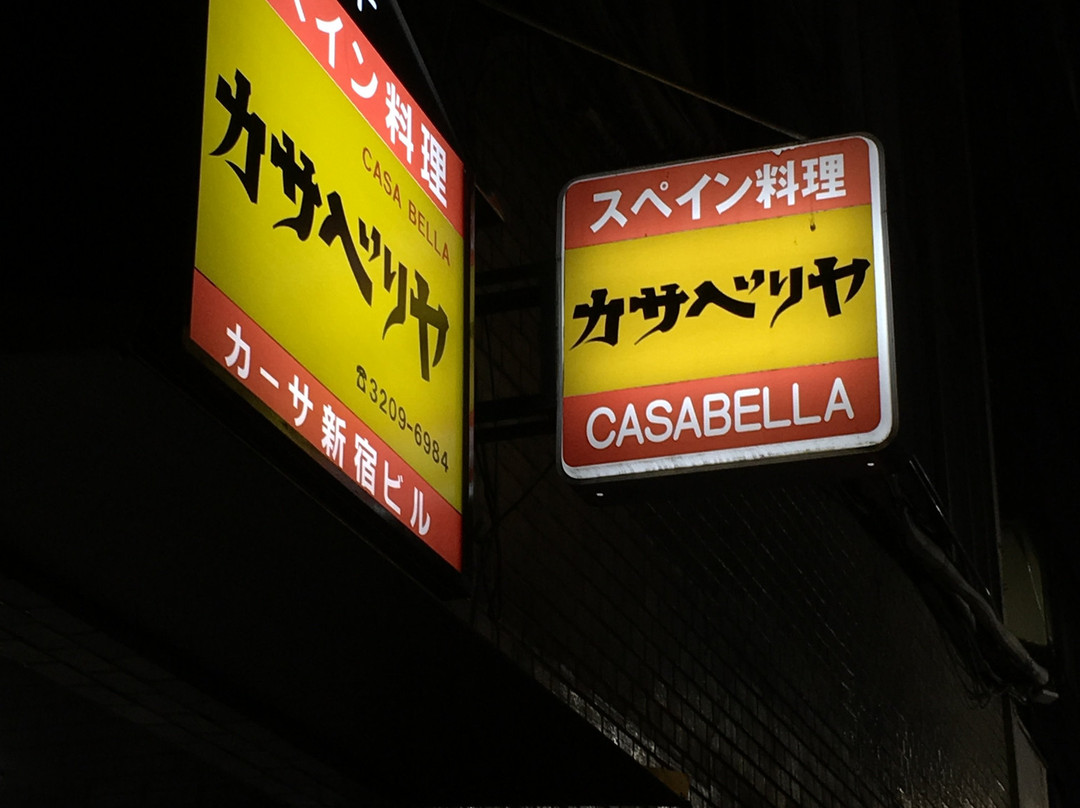 ペイン料理
CASA BELLA
カサベリヤ
☎3209-6984
カーサ新宿ビル
スペイン料理
カサベリヤ
CASABELLA